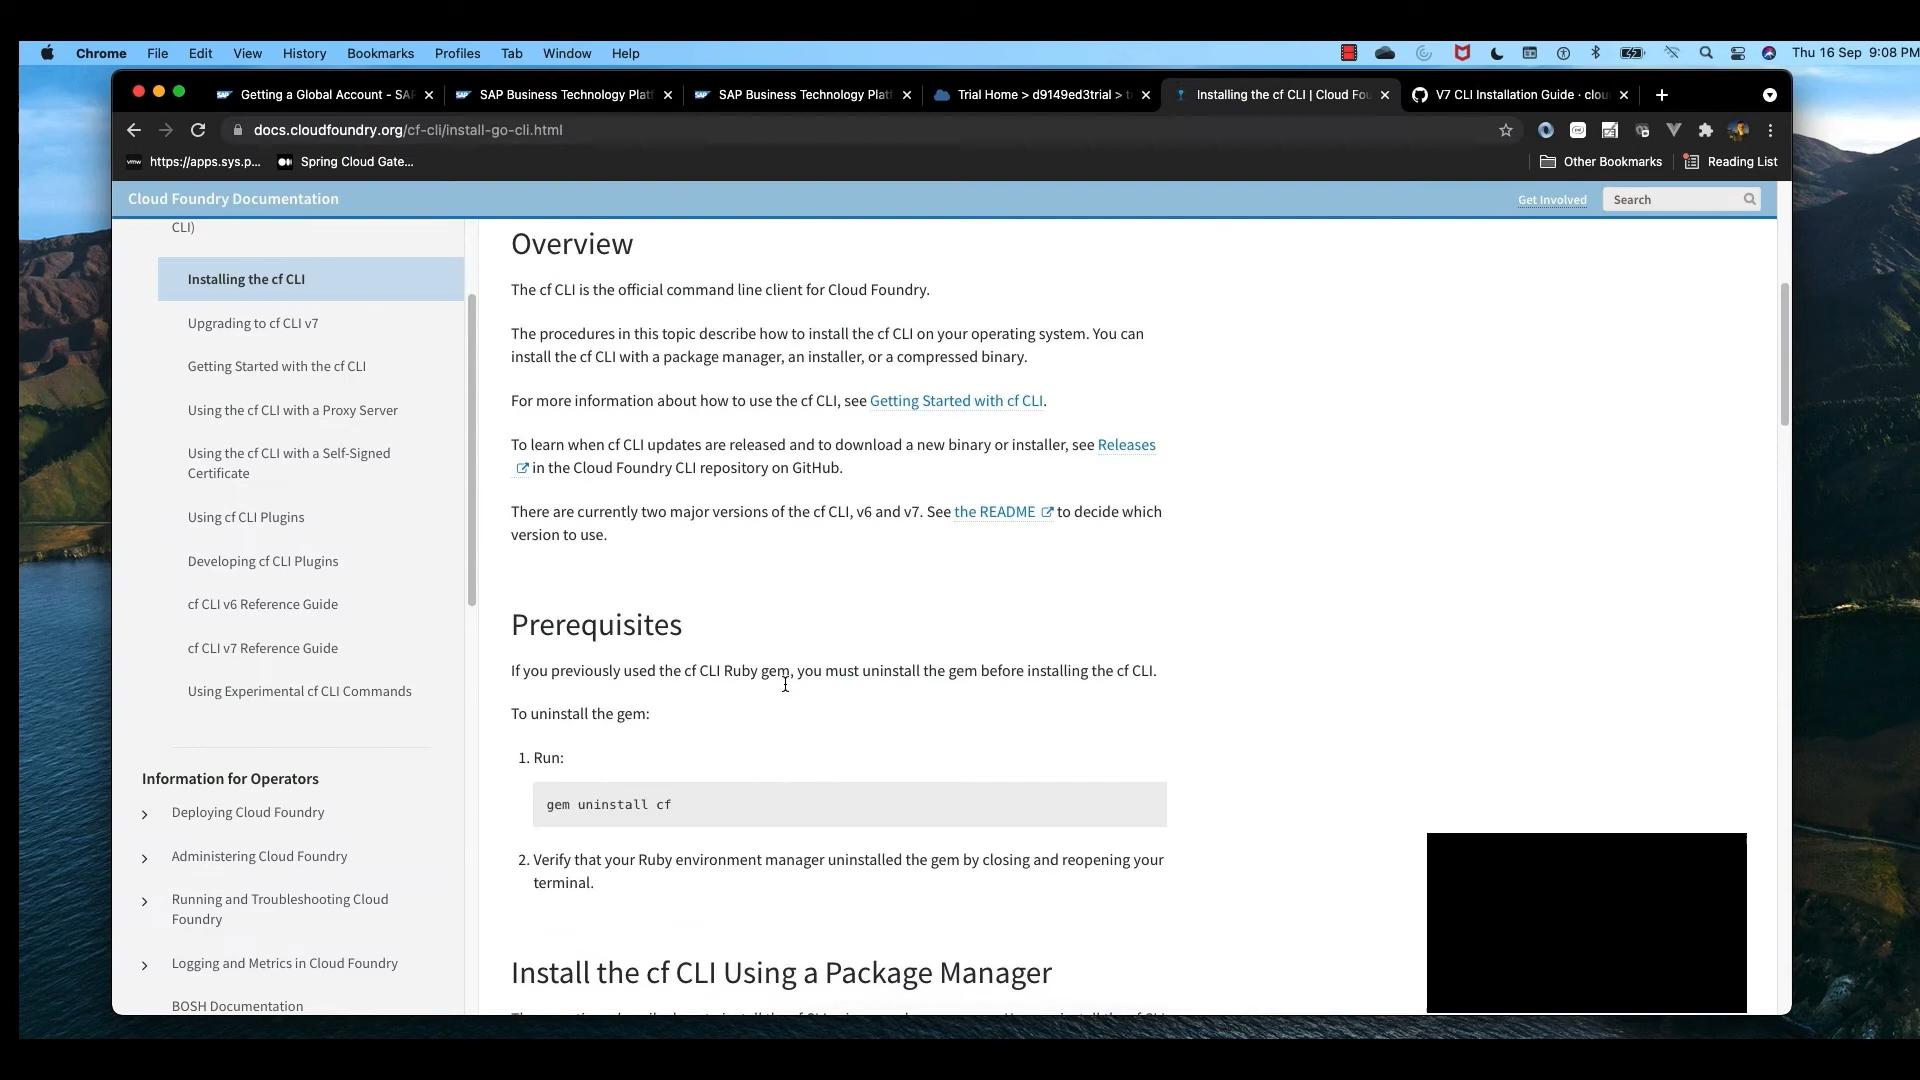 Chrome File Edit View History Bookmarks Profiles Tab Window Help Thu 16 Sep 9:08 PM
Getting a Global Account - SAP
SAP Business Technology Platf
SAP Business Technology Platf
Trial Home > d9149ed3trial > t
Installing the cf CLI | Cloud Fou
V7 CLI Installation Guide · clou
docs.cloudfoundry.org/cf-cli/install-go-cli.html
vmw https://apps.sys.p... Spring Cloud Gate... Other Bookmarks Reading List
Cloud Foundry Documentation
Get Involved
Search
CLI)
Installing the cf CLI
Upgrading to cf CLI v7
Getting Started with the cf CLI
Using the cf CLI with a Proxy Server
Using the cf CLI with a Self-Signed
Certificate
Using cf CLI Plugins
Developing cf CLI Plugins
cf CLI v6 Reference Guide
cf CLI v7 Reference Guide
Using Experimental cf CLI Commands
Information for Operators
Deploying Cloud Foundry
Administering Cloud Foundry
Running and Troubleshooting Cloud
Foundry
Logging and Metrics in Cloud Foundry
BOSH Documentation
Overview
The cf CLI is the official command line client for Cloud Foundry.
The procedures in this topic describe how to install the cf CLI on your operating system. You can
install the cf CLI with a package manager, an installer, or a compressed binary.
For more information about how to use the cf CLI, see Getting Started with cf CLI.
To learn when cf CLI updates are released and to download a new binary or installer, see Releases
in the Cloud Foundry CLI repository on GitHub.
There are currently two major versions of the cf CLI, v6 and v7. See the README to decide which
version to use.
Prerequisites
If you previously used the cf CLI Ruby gem, you must uninstall the gem before installing the cf CLI.
To uninstall the gem:
1. Run:
gem uninstall cf
2. Verify that your Ruby environment manager uninstalled the gem by closing and reopening your
terminal.
Install the cf CLI Using a Package Manager